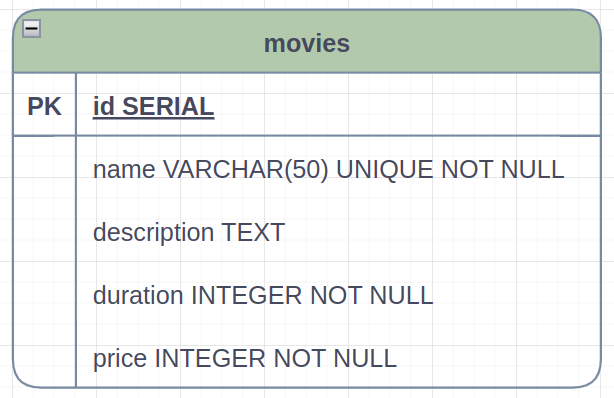 movies
PK id SERIAL
name VARCHAR(50) UNIQUE NOT NULL
description TEXT
duration INTEGER NOT NULL
price INTEGER NOT NULL